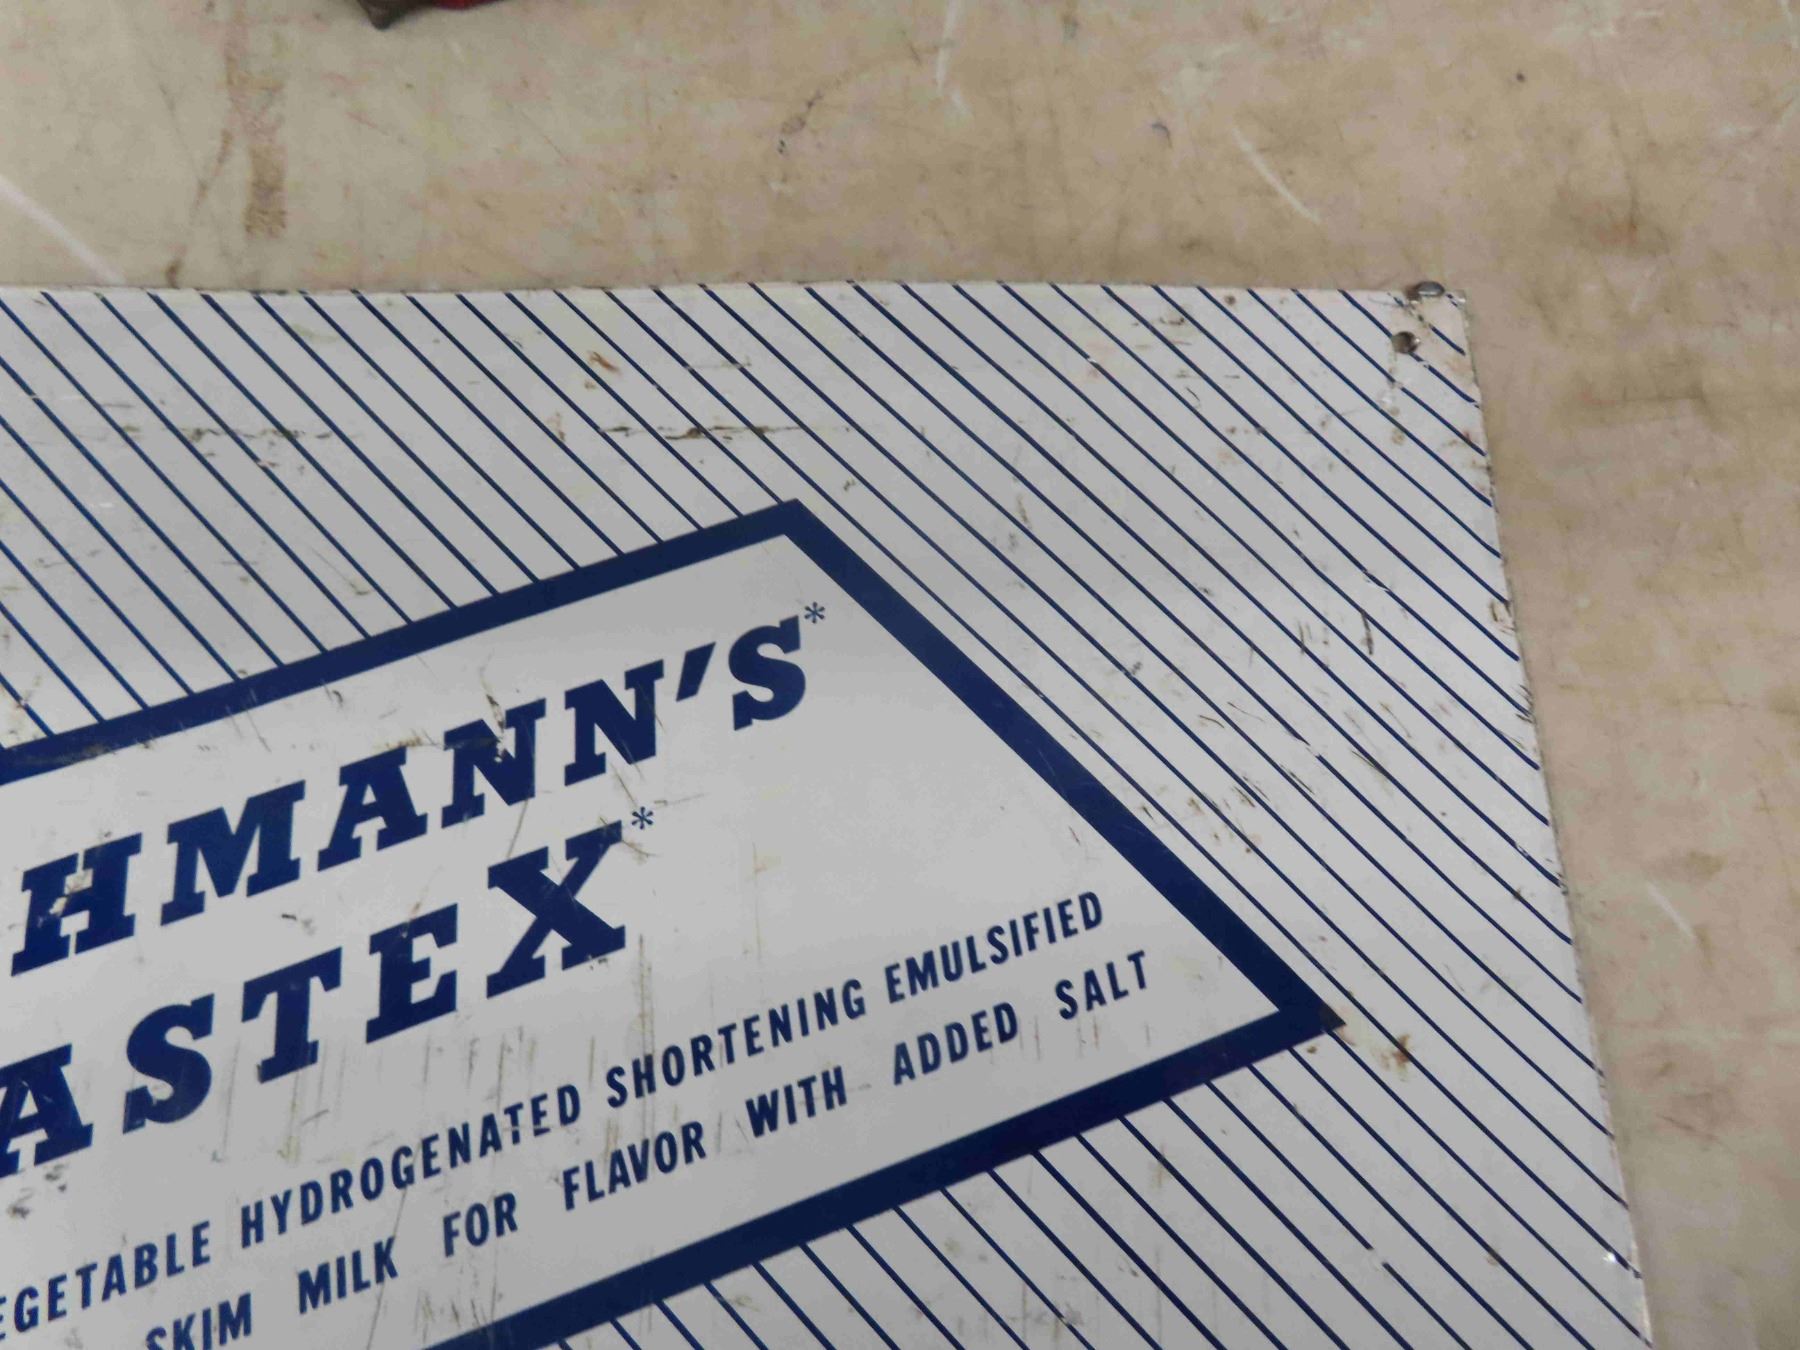 HMANN'S*
ASTEX*
EGETABLE HYDROGENATED SHORTENING EMULSIFIED
SKIM MILK FOR FLAVOR WITH ADDED SALT